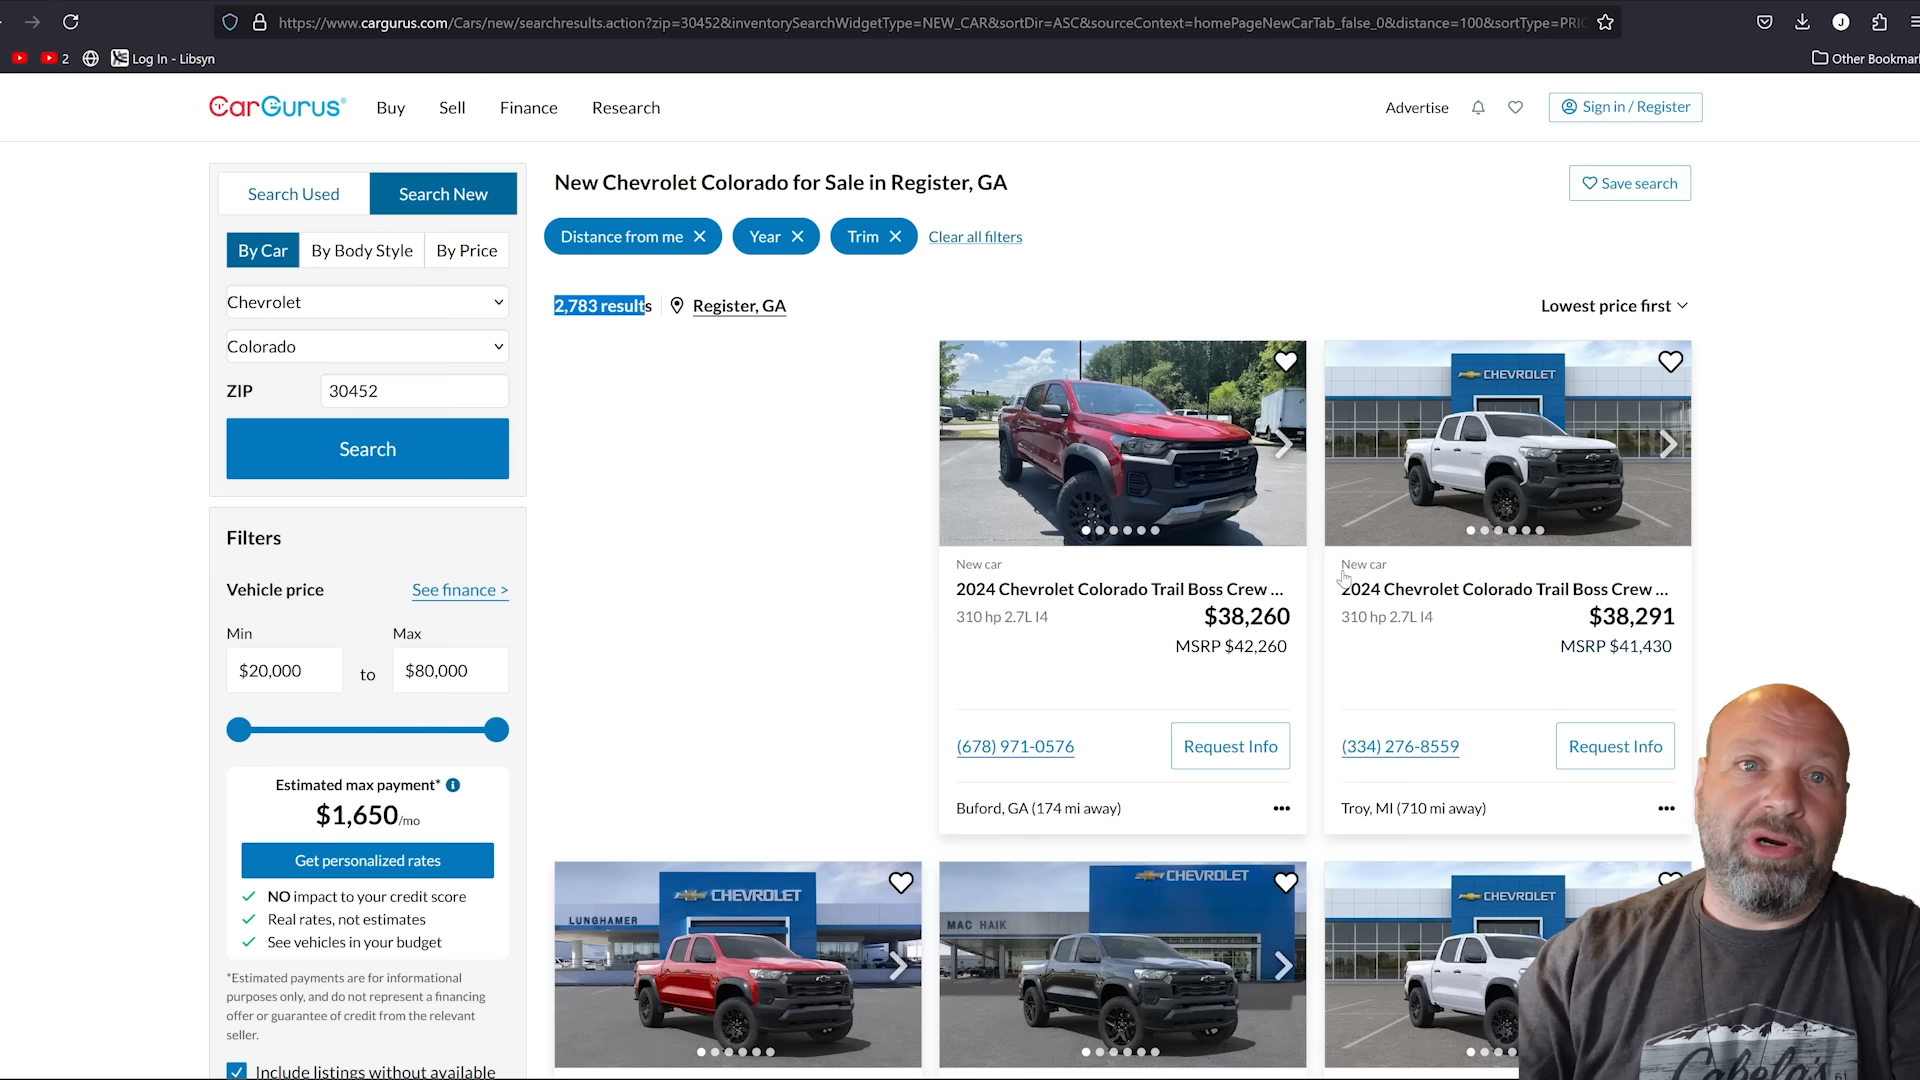 https://www.cargurus.com/Cars/new/searchresults.action?zip=30452&inventorySearchWidgetType=NEW_CAR&sortDir=ASC&sourceContext=homePageNewCarTab_false_0&distance=100&sortType=PRIC
2
Log In - Libsyn
Other Bookmar
J
CarGurus
Buy
Sell
Finance
Research
Advertise
Sign in / Register
Search Used
Search New
By Car
By Body Style
By Price
Chevrolet
Colorado
ZIP
30452
Search
New Chevrolet Colorado for Sale in Register, GA
Save search
Distance from me
Year
Trim
Clear all filters
2,783 results
Register, GA
Lowest price first
Filters
Vehicle price
See finance >
Min
Max
$20,000
to
$80,000
Estimated max payment*
$1,650/mo
Get personalized rates
NO impact to your credit score
Real rates, not estimates
See vehicles in your budget
*Estimated payments are for informational
purposes only, and do not represent a financing
offer or guarantee of credit from the relevant
seller.
Include listings without available
New car
2024 Chevrolet Colorado Trail Boss Crew ...
310 hp 2.7L I4
$38,260
MSRP $42,260
(678) 971-0576
Request Info
Buford, GA (174 mi away)
CHEVROLET
New car
2024 Chevrolet Colorado Trail Boss Crew ...
310 hp 2.7L I4
$38,291
MSRP $41,430
(334) 276-8559
Request Info
Troy, MI (710 mi away)
CHEVROLET
LUNGHAMER
CHEVROLET
MAC HAIK
CHEVROLET
Cabela's
61